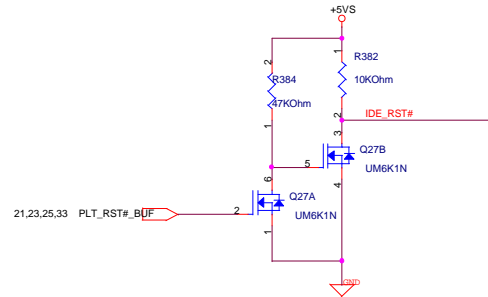 +5VS
2
1
R384
R382
47KOhm
10KOhm
1
2
IDE_RST#
3
5
Q27B
UM6K1N
6
4
Q27A
21,23,25,33 PLT_RST#_BUF
2
UM6K1N
1
GND